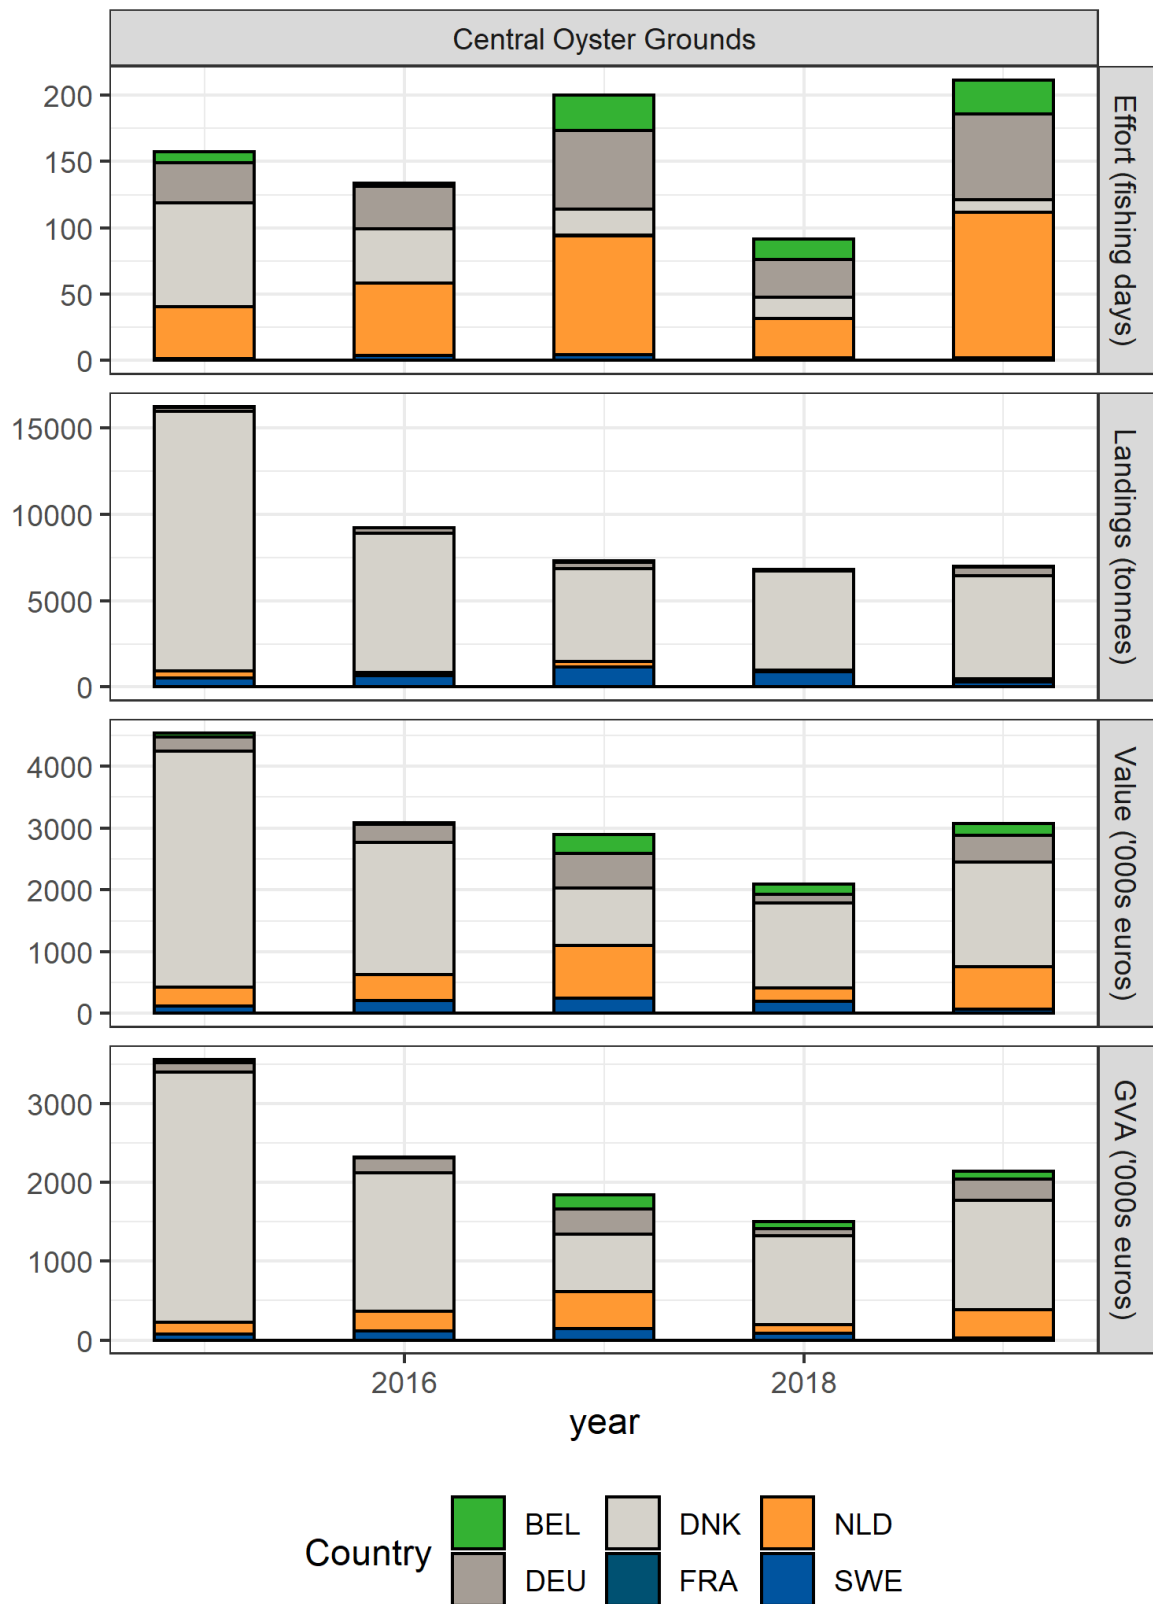 Central Oyster Grounds
200
150
100
50
0
Effort (fishing days)
15000
10000
5000
0
Landings (tonnes)
4000
3000
2000
1000
0
Value ('000s euros)
3000
2000
1000
0
GVA ('000s euros)
2016 2018
year
Country
BEL DNK NLD
DEU FRA SWE